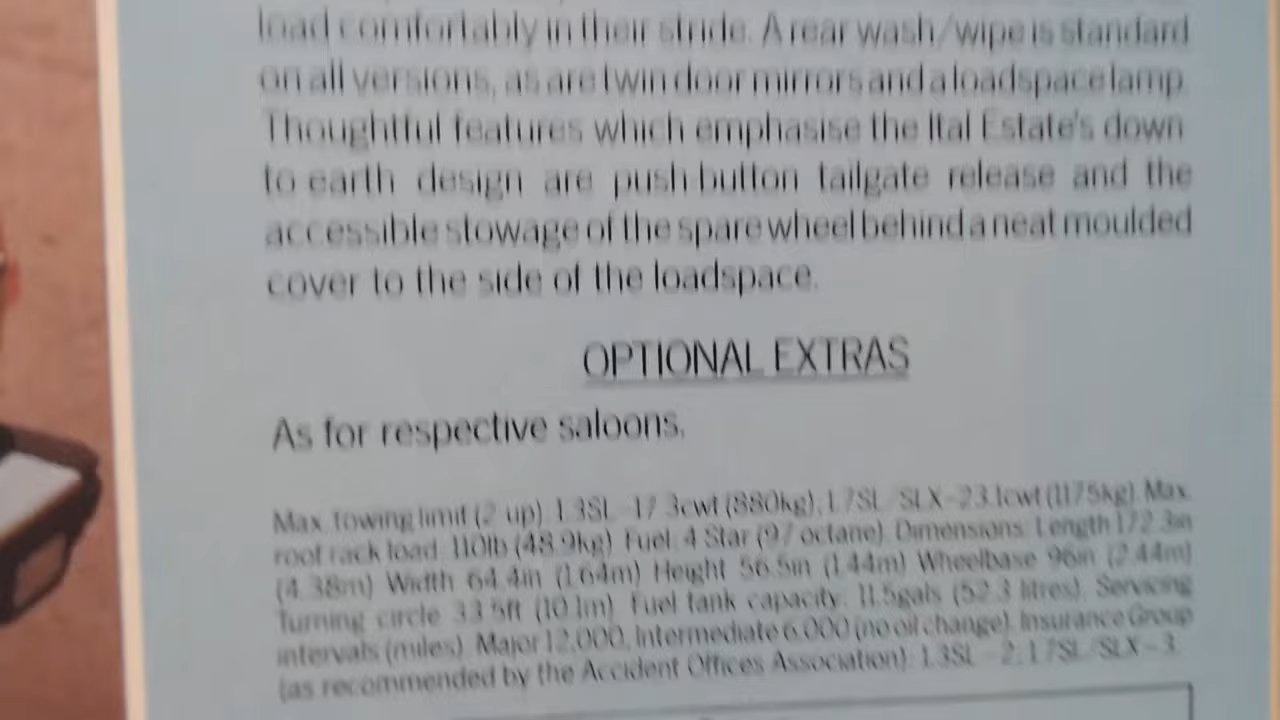 load comfortably in their stride. A rear wash/wipe is standard
on all versions, as are twin door mirrors and a loadspace lamp.
Thoughtful features which emphasise the Ital Estate's down
to earth design are push-button tailgate release and the
accessible stowage of the spare wheel behind a neat moulded
cover to the side of the loadspace.
OPTIONAL EXTRAS
As for respective saloons.
Max. Towing limit (2 up). 1.3SL – 17.3cwt (880kg), 1.7SL/SLX – 23.1cwt (1175kg). Max.
roof rack load: 110lb (48.9kg). Fuel: 4 Star (97 octane). Dimensions: Length 172.3in
(4.38m) Width 64.4in (1.64m) Height 56.5in (1.44m) Wheelbase 96in (2.44m)
Turning circle 33.5ft (10.1m). Fuel tank capacity: 11.5gals (52.3 litres). Servicing
intervals (miles). Major 12,000, Intermediate 6,000 (no oil change). Insurance Group
(as recommended by the Accident Offices Association): 1.3SL – 2, 1.7SL/SLX – 3.